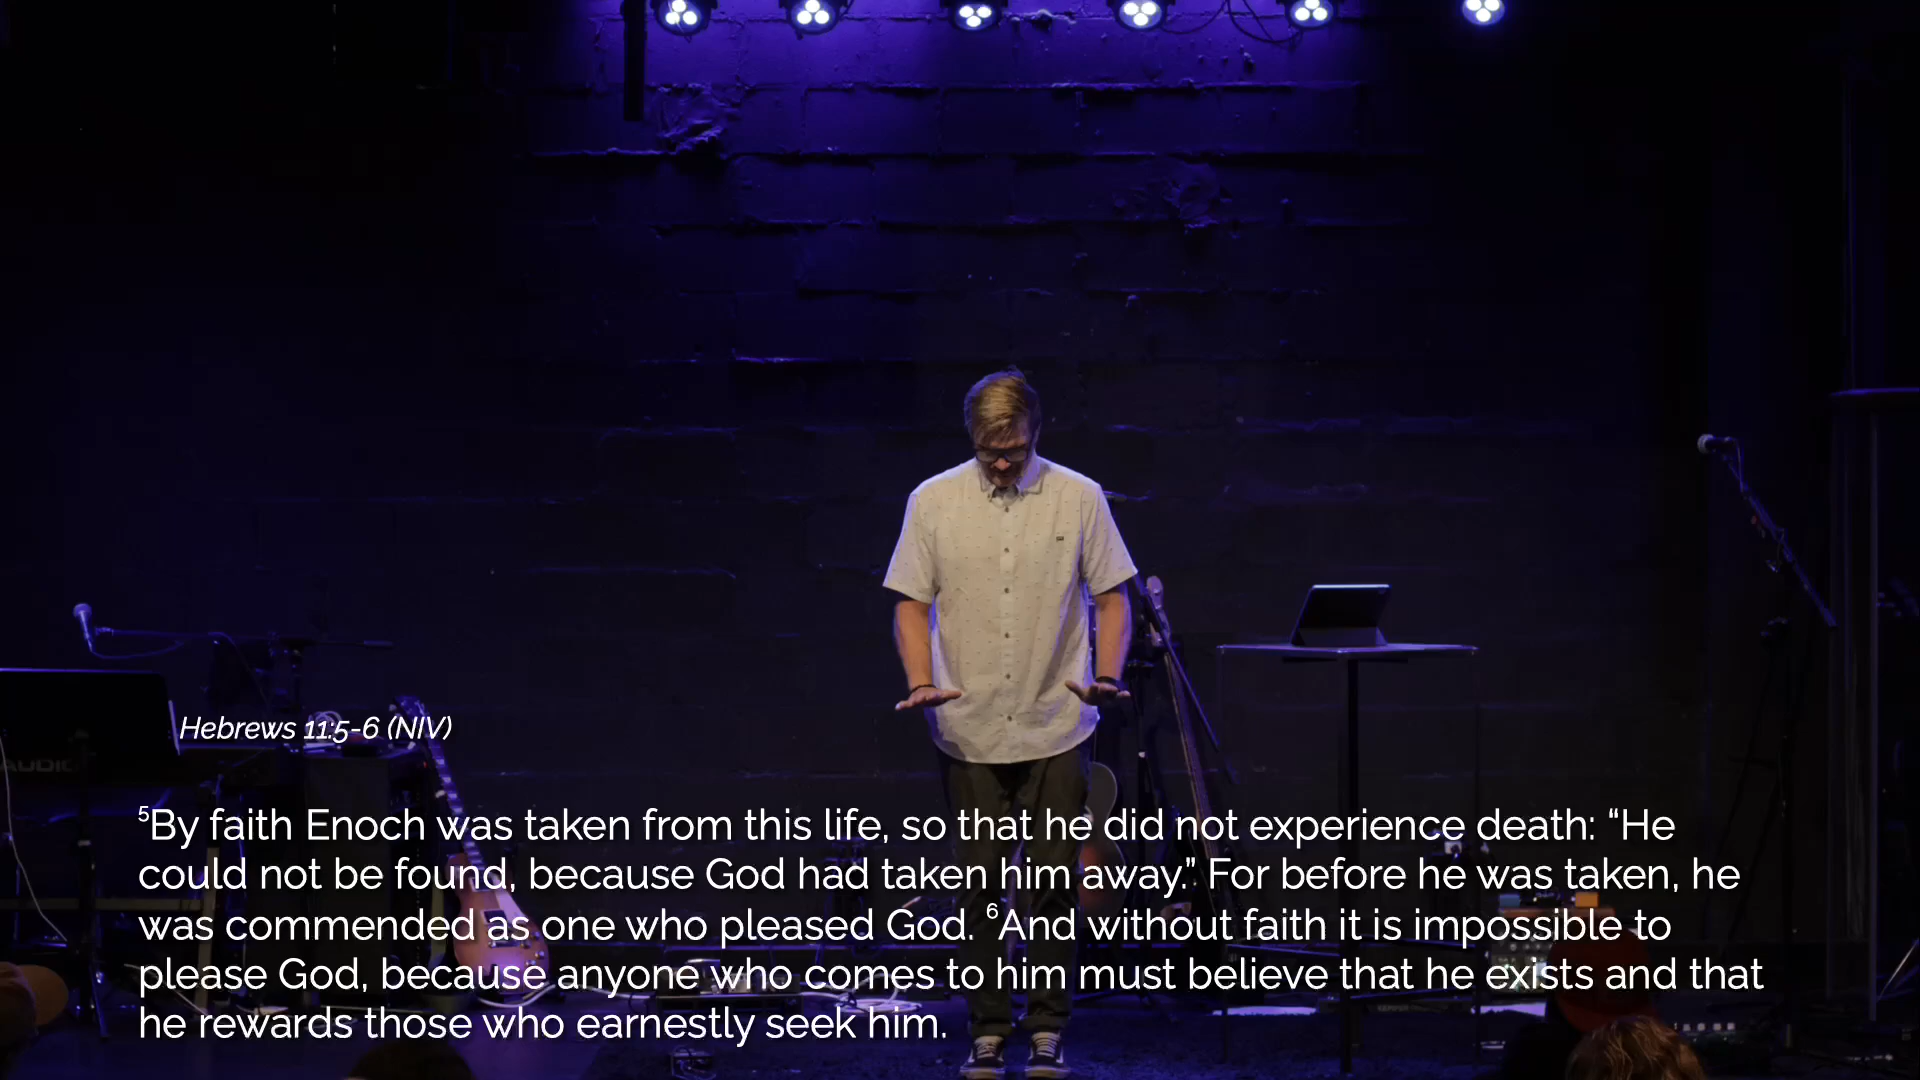 Hebrews 11:5-6 (NIV)
⁵By faith Enoch was taken from this life, so that he did not experience death: “He
could not be found, because God had taken him away.” For before he was taken, he
was commended as one who pleased God. ⁶And without faith it is impossible to
please God, because anyone who comes to him must believe that he exists and that
he rewards those who earnestly seek him.
AUDIO